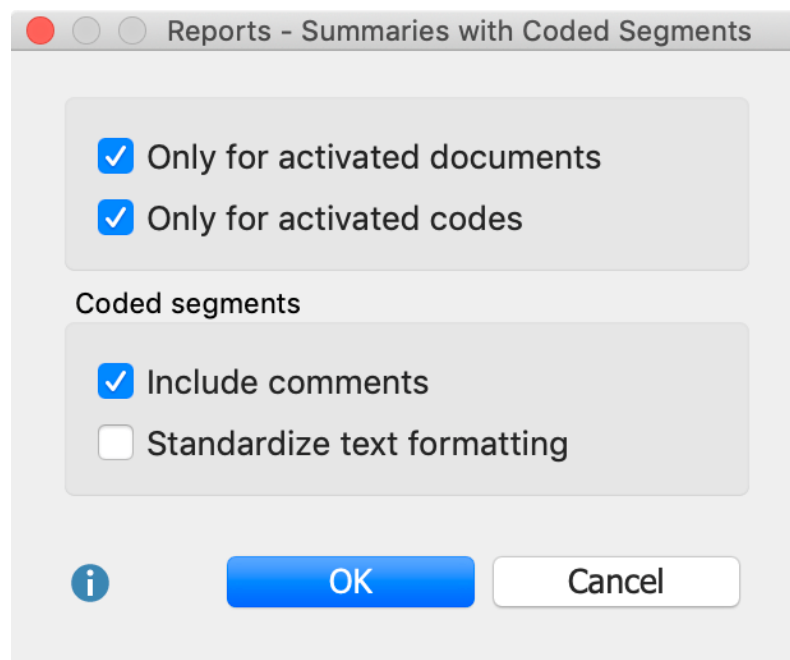 Reports - Summaries with Coded Segments
Only for activated documents
Only for activated codes
Coded segments
Include comments
Standardize text formatting
i
OK
Cancel